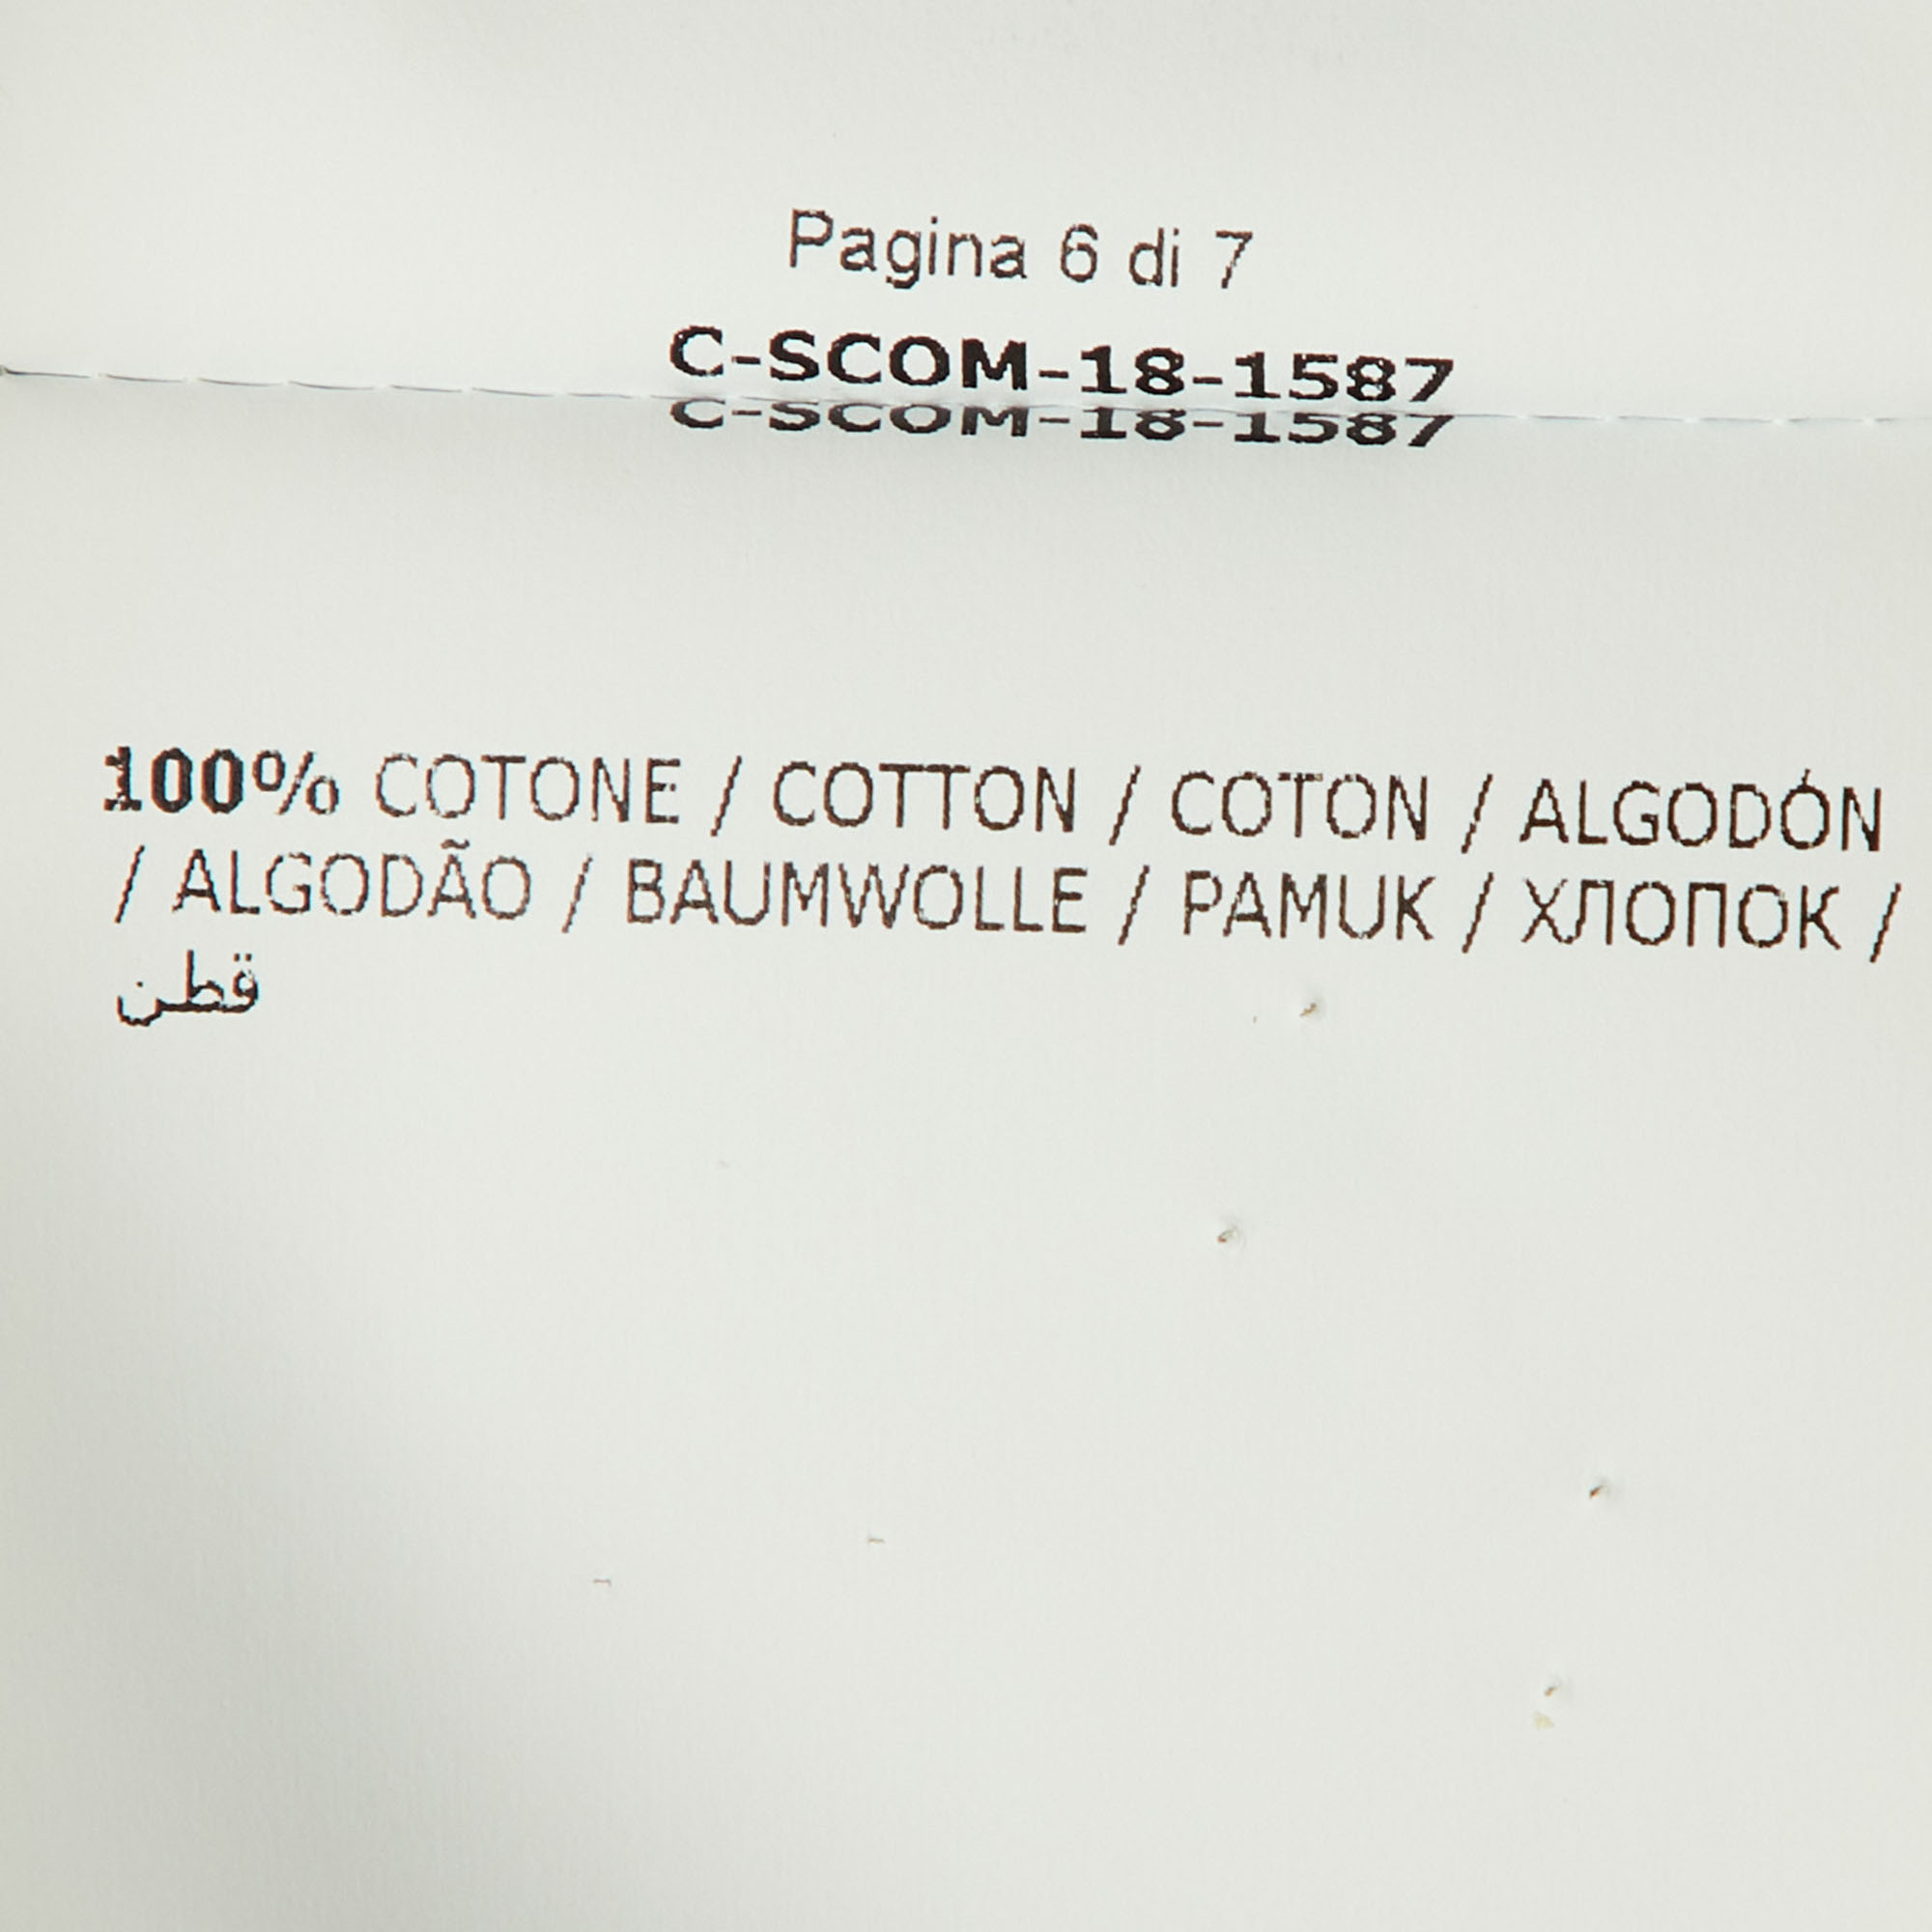 Pagina 6 di 7
C-SCOM-18-1587
C-SCOM-18-1587
100% COTONE / COTTON / COTON / ALGODÓN
/ ALGODÃO / BAUMWOLLE / PAMUK / ХЛОПОК /
قطن